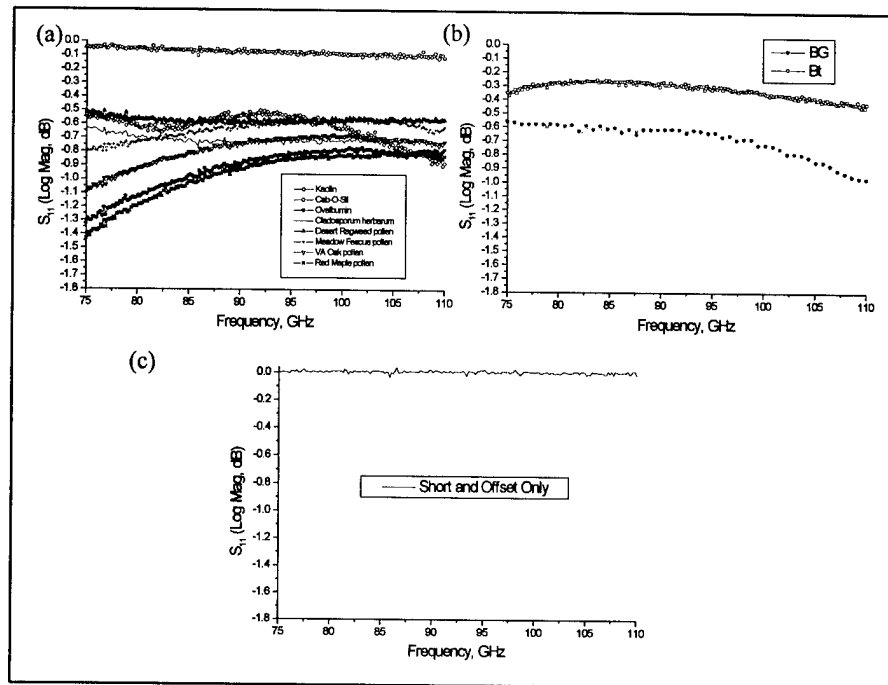 (a)
0.0
-0.1
-0.2
-0.3
-0.4
-0.5
-0.6
-0.7
-0.8
-0.9
-1.0
-1.1
-1.2
-1.3
-1.4
-1.5
-1.6
-1.7
-1.8
S11 (Log Mag, dB)
Kaolin
Cab-O-Sil
Ovalbumin
Cladosporum herbarum
Desert Ragweed pollen
Meadow Fescue pollen
VA Oak pollen
Red Maple pollen
75 80 85 90 95 100 105 110
Frequency, GHz
(b)
BG
Bt
0.0
-0.1
-0.2
-0.3
-0.4
-0.5
-0.6
-0.7
-0.8
-0.9
-1.0
-1.1
-1.2
-1.3
-1.4
-1.5
-1.6
-1.7
-1.8
S11 (Log Mag, dB)
75 80 85 90 95 100 105 110
Frequency, GHz
(c)
0.0
-0.2
-0.4
-0.6
-0.8
-1.0
-1.2
-1.4
-1.6
-1.8
S11 (Log Mag, dB)
Short and Offset Only
75 80 85 90 95 100 105 110
Frequency, GHz